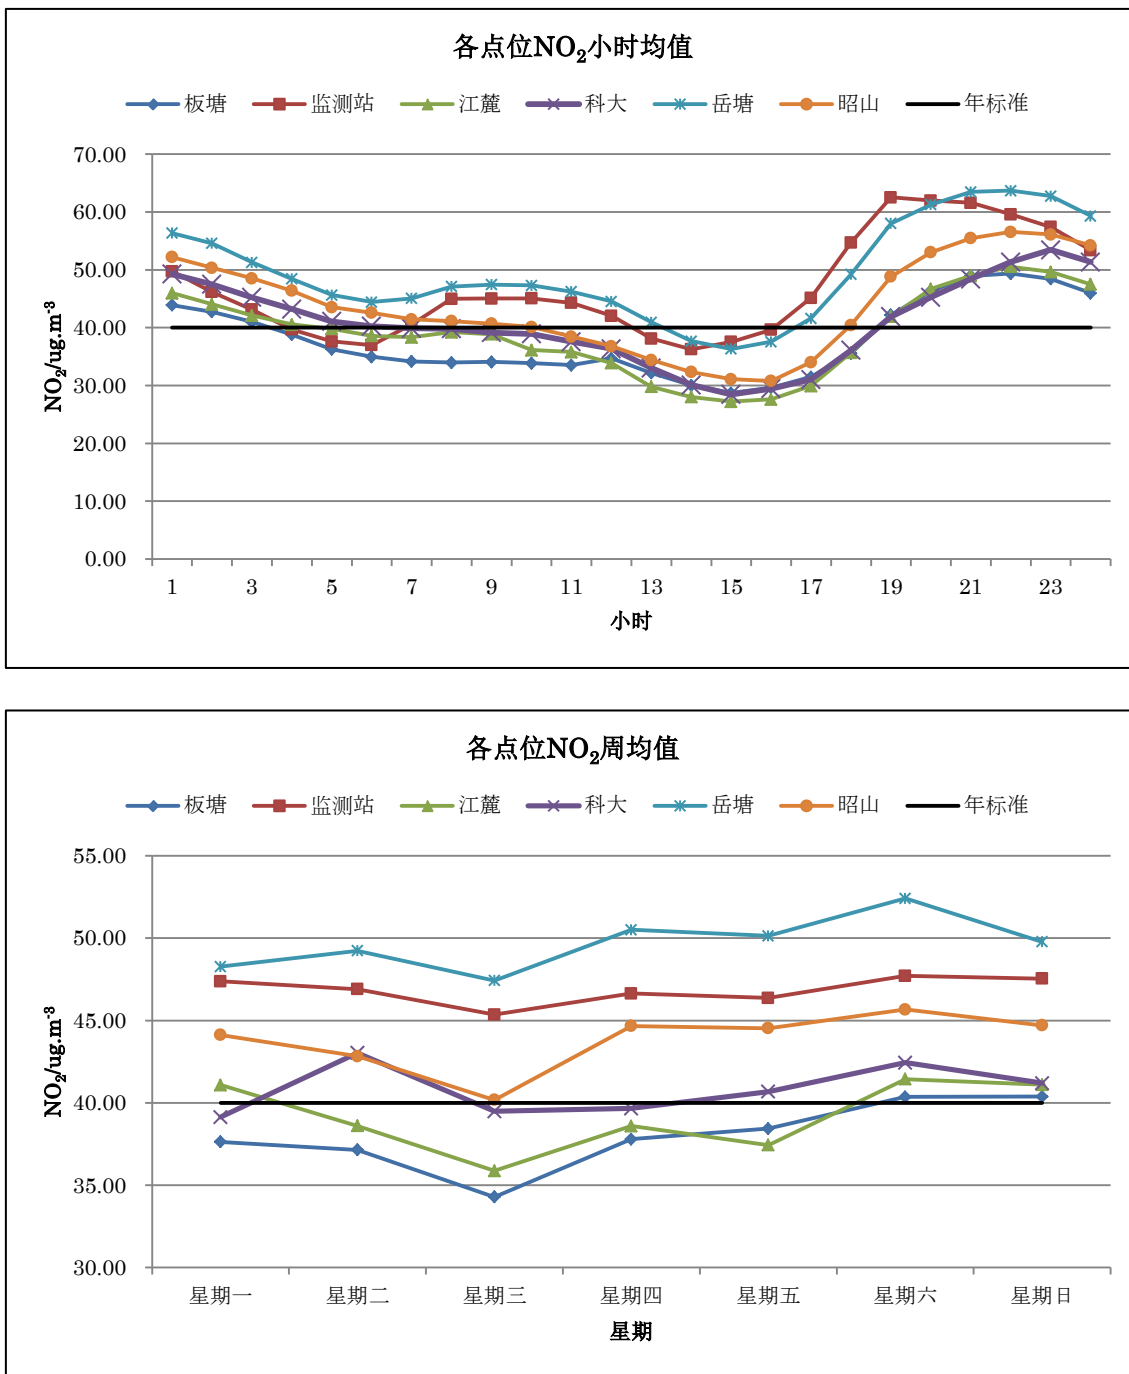 各点位NO₂小时均值
板塘 监测站 江麓 科大 岳塘 昭山 年标准
70.00
60.00
50.00
40.00
30.00
20.00
10.00
0.00
NO₂/ug.m⁻³
1 3 5 7 9 11 13 15 17 19 21 23
小时
各点位NO₂周均值
板塘 监测站 江麓 科大 岳塘 昭山 年标准
55.00
50.00
45.00
40.00
35.00
30.00
NO₂/ug.m⁻³
星期一 星期二 星期三 星期四 星期五 星期六 星期日
星期